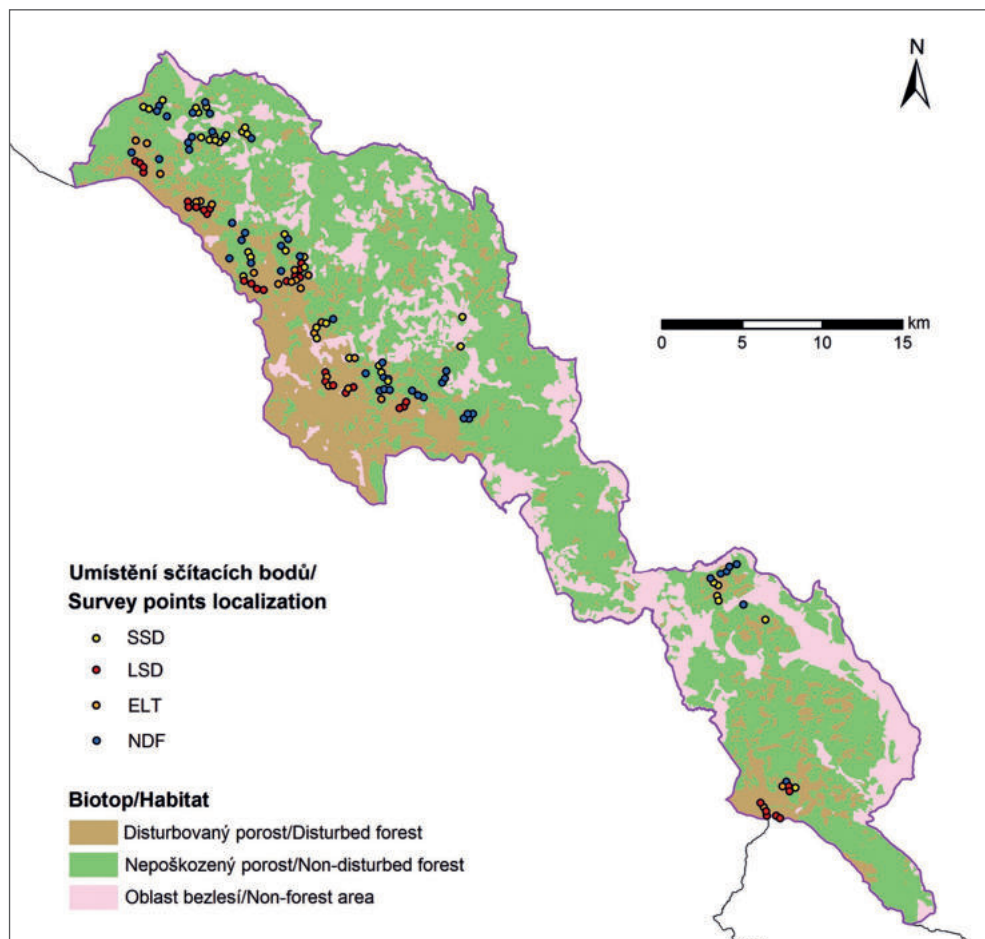 N
km
0 5 10 15
Umístění sčítacích bodů/
Survey points localization
SSD
LSD
ELT
NDF
Biotop/Habitat
Disturbovaný porost/Disturbed forest
Nepoškozený porost/Non-disturbed forest
Oblast bezlesí/Non-forest area